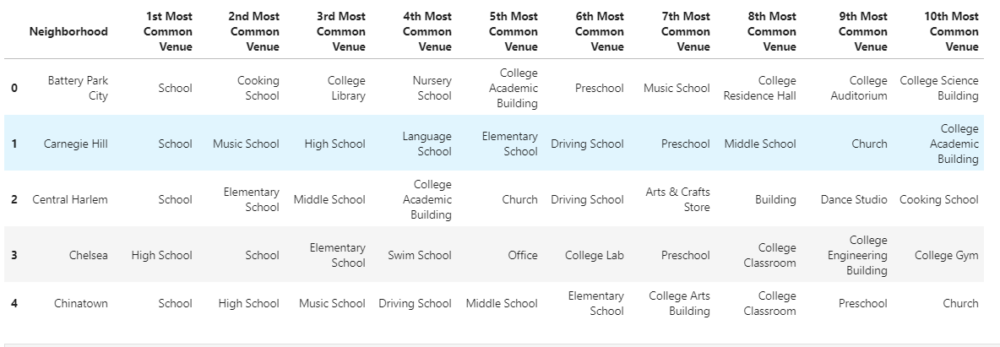 Neighborhood 1st Most Common Venue 2nd Most Common Venue 3rd Most Common Venue 4th Most Common Venue 5th Most Common Venue 6th Most Common Venue 7th Most Common Venue 8th Most Common Venue 9th Most Common Venue 10th Most Common Venue
0 Battery Park City School Cooking School College Library Nursery School College Academic Building Preschool Music School College Residence Hall College Auditorium College Science Building
1 Carnegie Hill School Music School High School Language School Elementary School Driving School Preschool Middle School Church College Academic Building
2 Central Harlem School Elementary School Middle School College Academic Building Church Driving School Arts & Crafts Store Building Dance Studio Cooking School
3 Chelsea High School School Elementary School Swim School Office College Lab Preschool College Classroom College Engineering Building College Gym
4 Chinatown School High School Music School Driving School Middle School Elementary School College Arts Building College Classroom Preschool Church